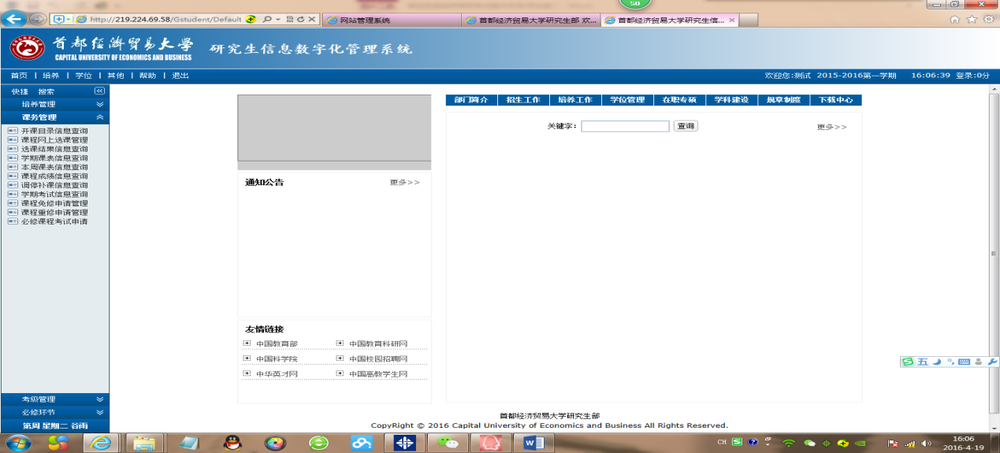 50
http://219.224.69.58/Gstudent/Default
网站管理系统
首都经济贸易大学研究生部 欢...
首都经济贸易大学研究生信...
首都经济贸易大学
CAPITAL UNIVERSITY OF ECONOMICS AND BUSINESS
研究生信息数字化管理系统
首页 | 培养 | 学位 | 其他 | 帮助 | 退出
欢迎您:测试 2015-2016第一学期 16:06:39 登录:0分
快捷 搜索
培养管理
课务管理
开课目录信息查询
课程网上选课管理
选课结果信息查询
学期课表信息查询
本周课表信息查询
课程成绩信息查询
调停补课信息查询
学期考试信息查询
课程免修申请管理
课程重修申请管理
必修课程考试申请
考级管理
必修环节
第周 星期二 谷雨
通知公告 更多>>
友情链接
中国教育部 中国教育科研网
中国科学院 中国校园招聘网
中华英才网 中国高教学生网
部门简介 招生工作 培养工作 学位管理 在职专硕 学科建设 规章制度 下载中心
关键字: 查询 更多>>
首都经济贸易大学研究生部
CopyRight © 2016 Capital University of Economics and Business All Rights Reserved.
五
CH
16:06
2016-4-19